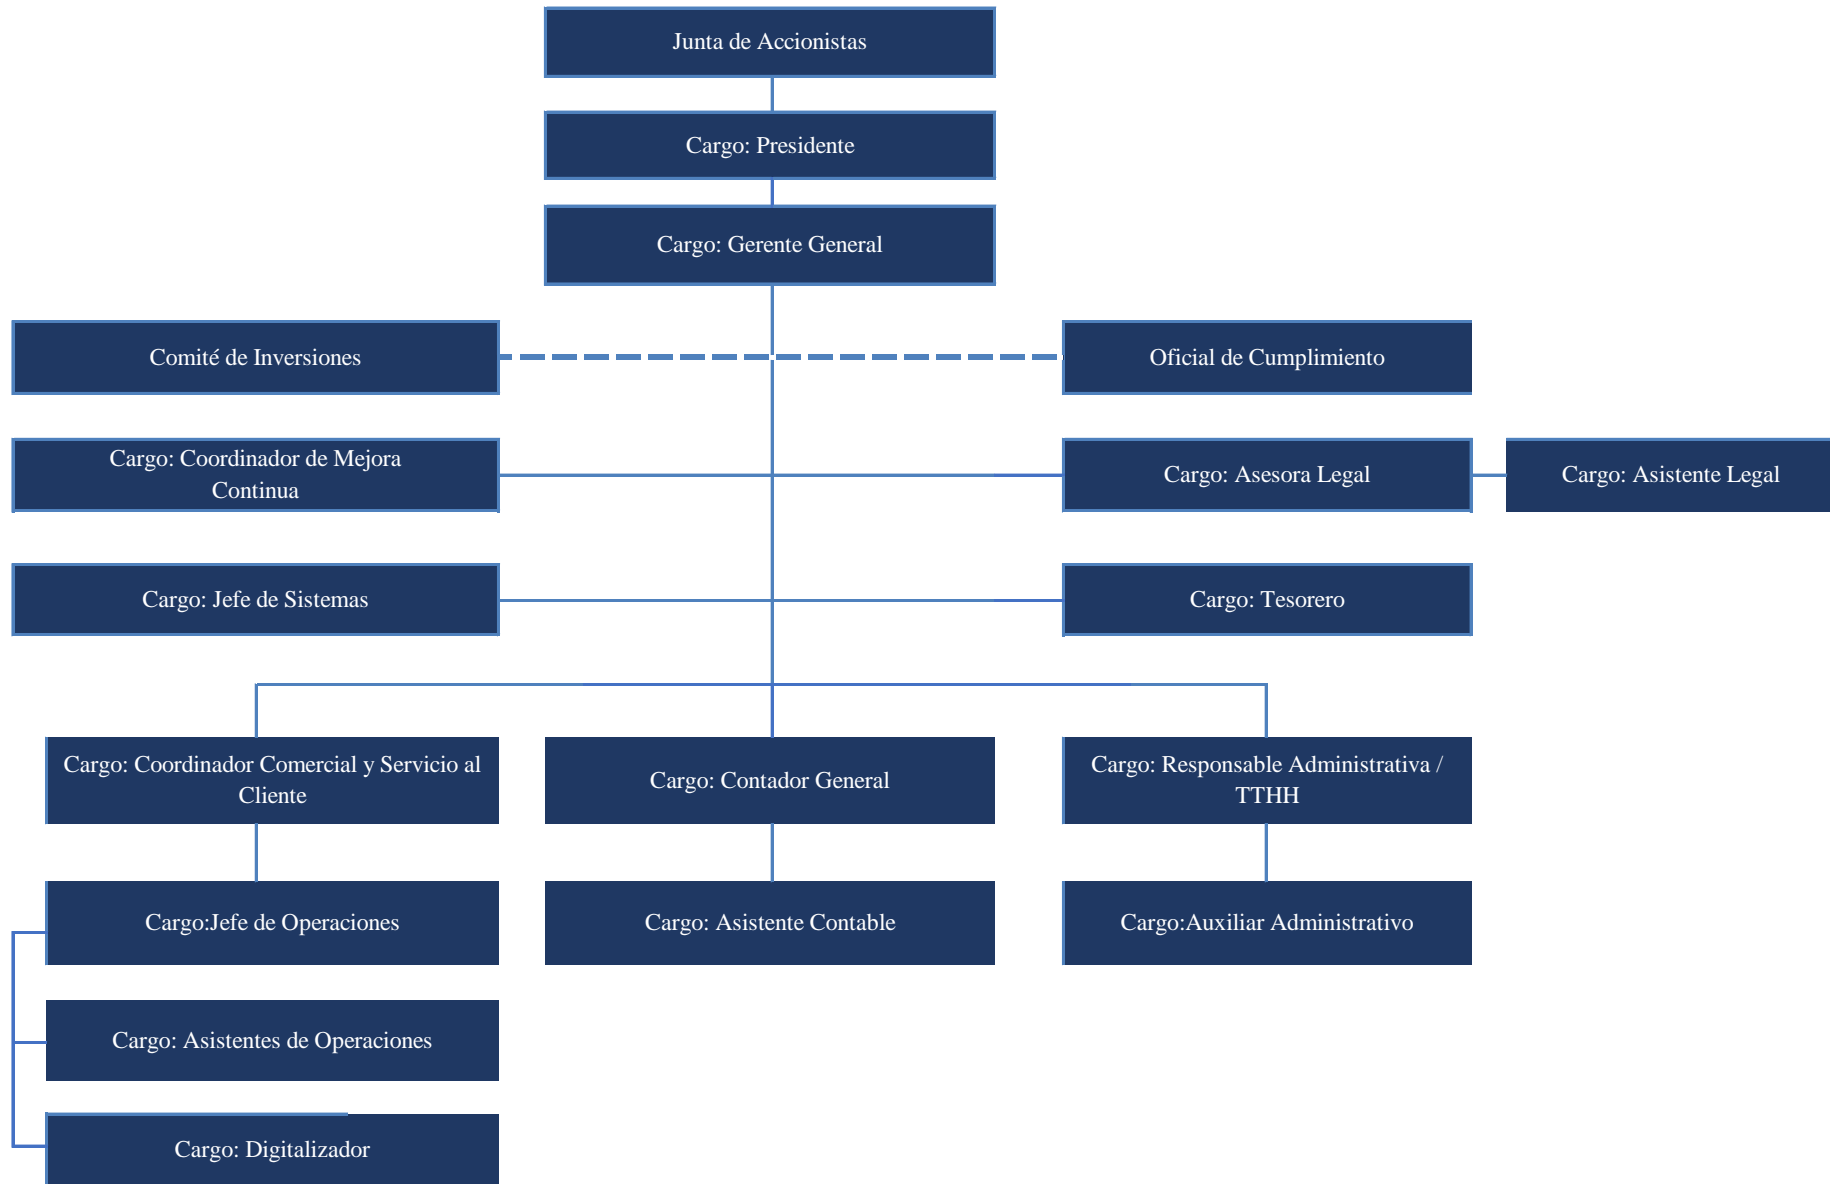 Junta de Accionistas
Cargo: Presidente
Cargo: Gerente General
Comité de Inversiones
Oficial de Cumplimiento
Cargo: Coordinador de Mejora
Continua
Cargo: Asesora Legal
Cargo: Asistente Legal
Cargo: Jefe de Sistemas
Cargo: Tesorero
Cargo: Coordinador Comercial y Servicio al
Cliente
Cargo: Contador General
Cargo: Responsable Administrativa /
TTHH
Cargo:Jefe de Operaciones
Cargo: Asistente Contable
Cargo:Auxiliar Administrativo
Cargo: Asistentes de Operaciones
Cargo: Digitalizador